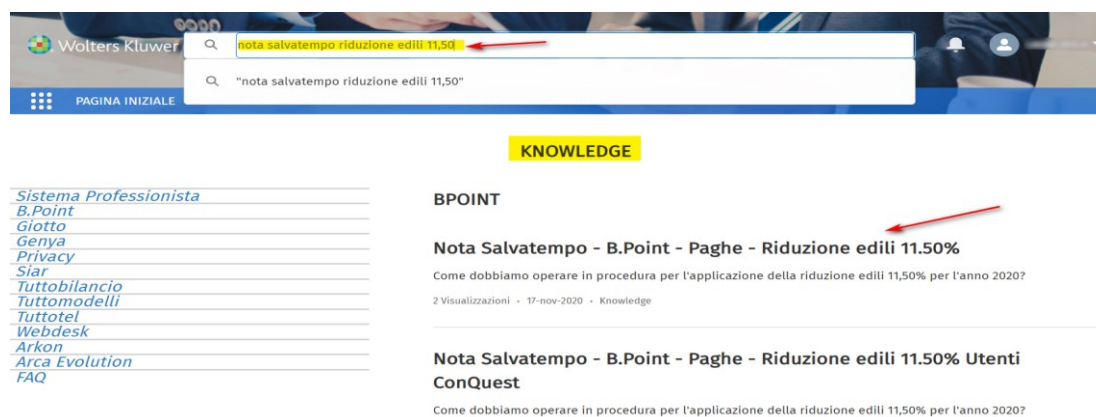 Wolters Kluwer
nota salvatempo riduzione edili 11,50
"nota salvatempo riduzione edili 11,50"
PAGINA INIZIALE
KNOWLEDGE
Sistema Professionista
B.Point
Giotto
Genya
Privacy
Siar
Tuttobilancio
Tuttomodelli
Tuttotel
Webdesk
Arkon
Arca Evolution
FAQ
BPOINT
Nota Salvatempo - B.Point - Paghe - Riduzione edili 11.50%
Come dobbiamo operare in procedura per l'applicazione della riduzione edili 11,50% per l'anno 2020?
2 Visualizzazioni • 17-nov-2020 • Knowledge
Nota Salvatempo - B.Point - Paghe - Riduzione edili 11.50% Utenti
ConQuest
Come dobbiamo operare in procedura per l'applicazione della riduzione edili 11,50% per l'anno 2020?